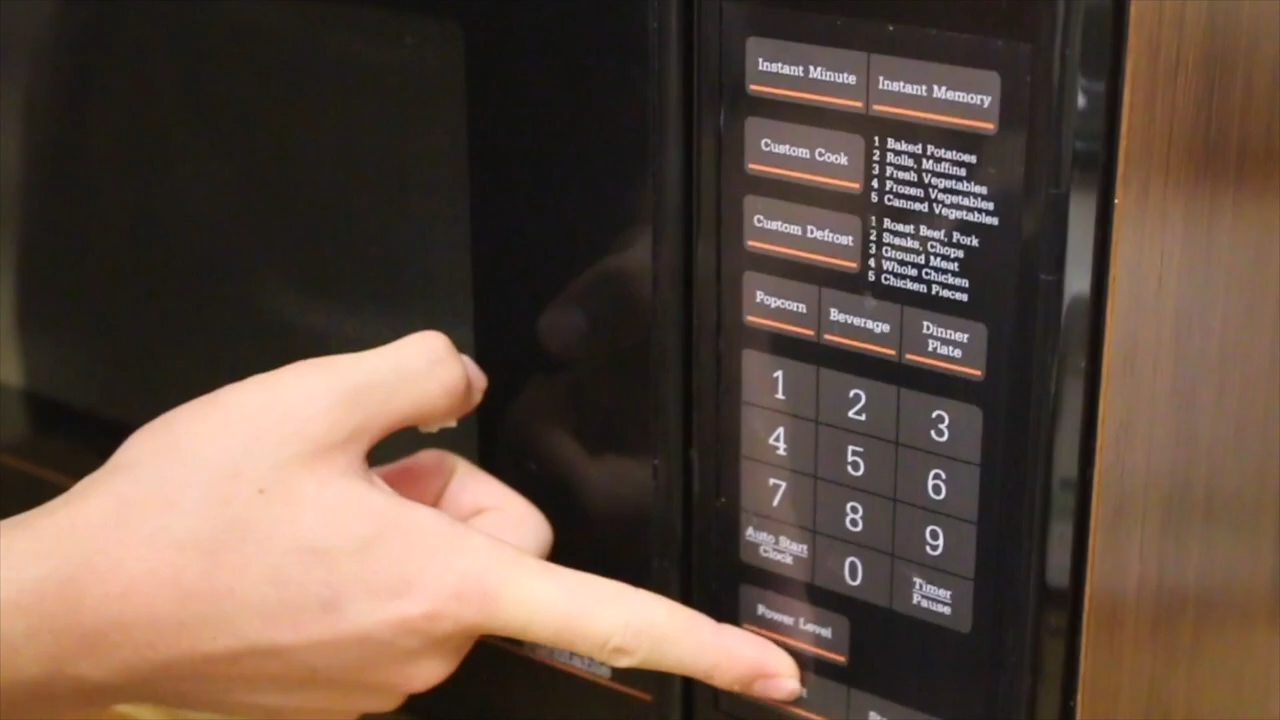 Instant Minute
Instant Memory
Custom Cook
1 Baked Potatoes
2 Rolls, Muffins
3 Fresh Vegetables
4 Frozen Vegetables
5 Canned Vegetables
Custom Defrost
1 Roast Beef, Pork
2 Steaks, Chops
3 Ground Meat
4 Whole Chicken
5 Chicken Pieces
Popcorn
Beverage
Dinner
Plate
1
2
3
4
5
6
7
8
9
Auto Start
Clock
0
Timer
Pause
Power Level